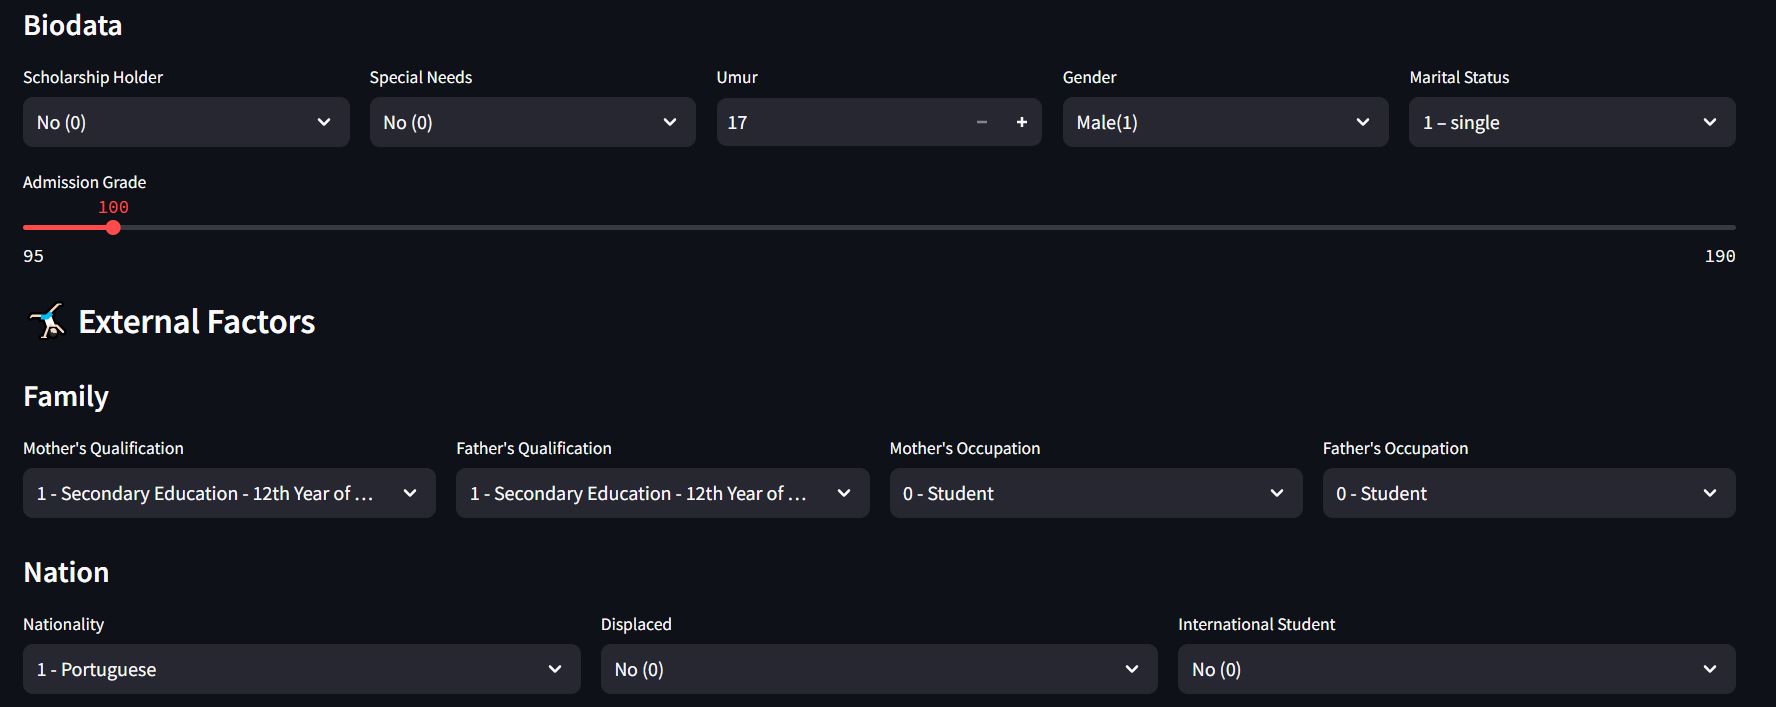 Biodata
Scholarship Holder Special Needs Umur Gender Marital Status
No (0) No (0) 17 Male(1) 1 – single
Admission Grade
100
95 190
External Factors
Family
Mother's Qualification Father's Qualification Mother's Occupation Father's Occupation
1 - Secondary Education - 12th Year of … 1 - Secondary Education - 12th Year of … 0 - Student 0 - Student
Nation
Nationality Displaced International Student
1 - Portuguese No (0) No (0)